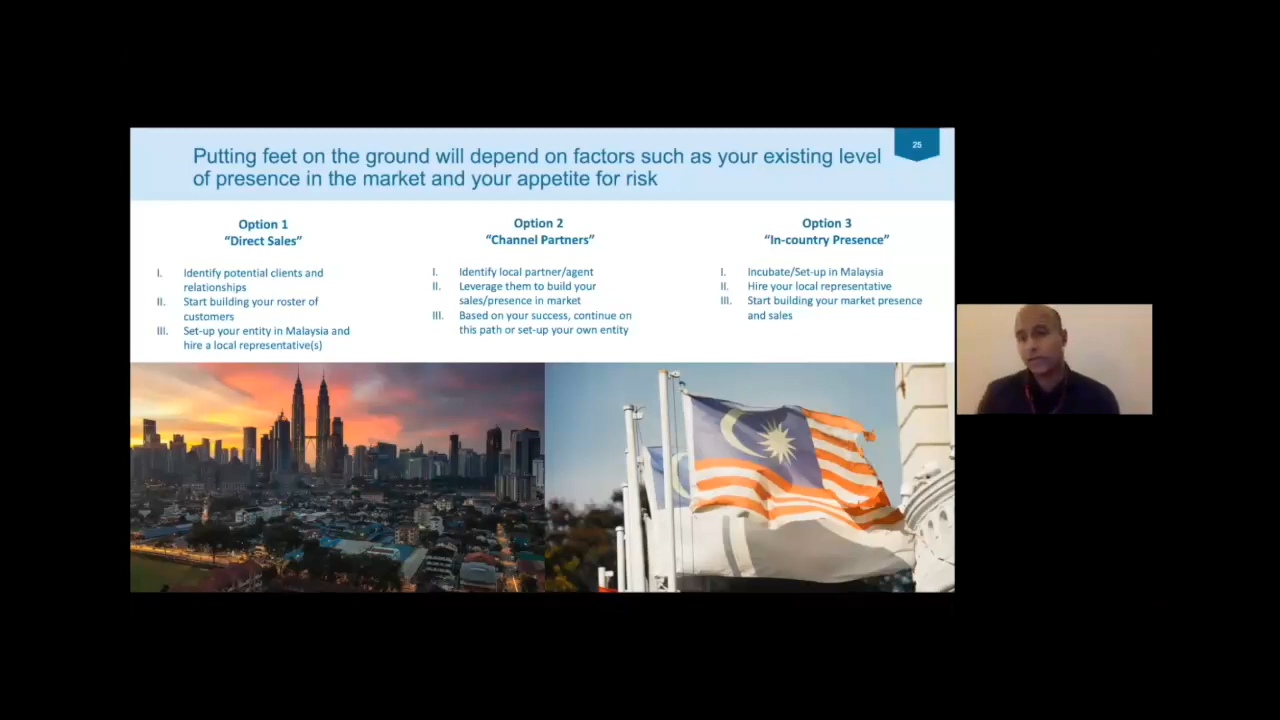 Putting feet on the ground will depend on factors such as your existing level
of presence in the market and your appetite for risk
25
Option 1
“Direct Sales”
I. Identify potential clients and
relationships
II. Start building your roster of
customers
III. Set-up your entity in Malaysia and
hire a local representative(s)
Option 2
“Channel Partners”
I. Identify local partner/agent
II. Leverage them to build your
sales/presence in market
III. Based on your success, continue on
this path or set-up your own entity
Option 3
“In-country Presence”
I. Incubate/Set-up in Malaysia
II. Hire your local representative
III. Start building your market presence
and sales